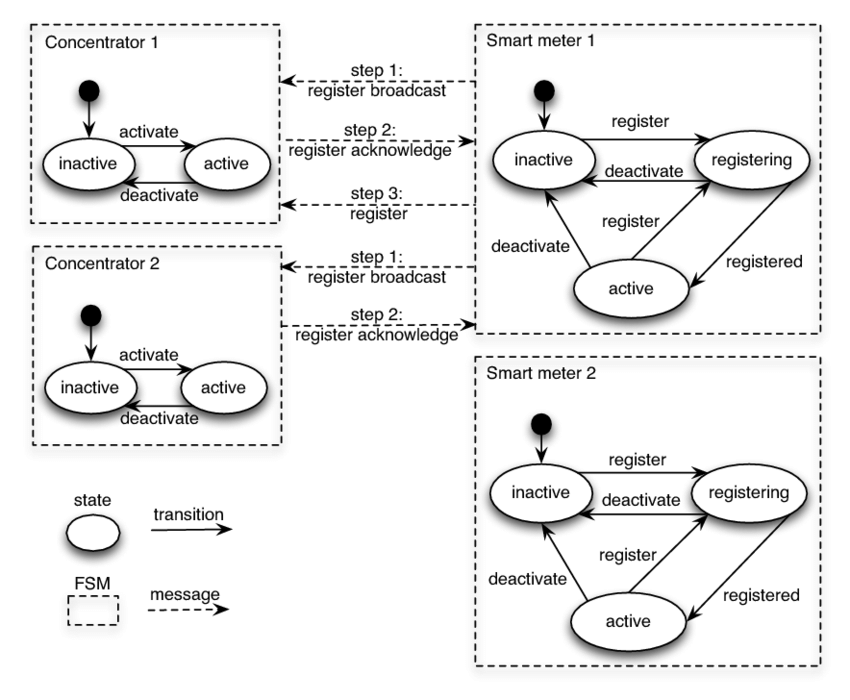 Concentrator 1
inactive
activate
active
deactivate
step 1:
register broadcast
step 2:
register acknowledge
step 3:
register
Smart meter 1
inactive
register
registering
deactivate
deactivate
register
registered
active
Concentrator 2
inactive
activate
active
deactivate
step 1:
register broadcast
step 2:
register acknowledge
Smart meter 2
inactive
register
registering
deactivate
deactivate
register
registered
active
state
transition
FSM
message